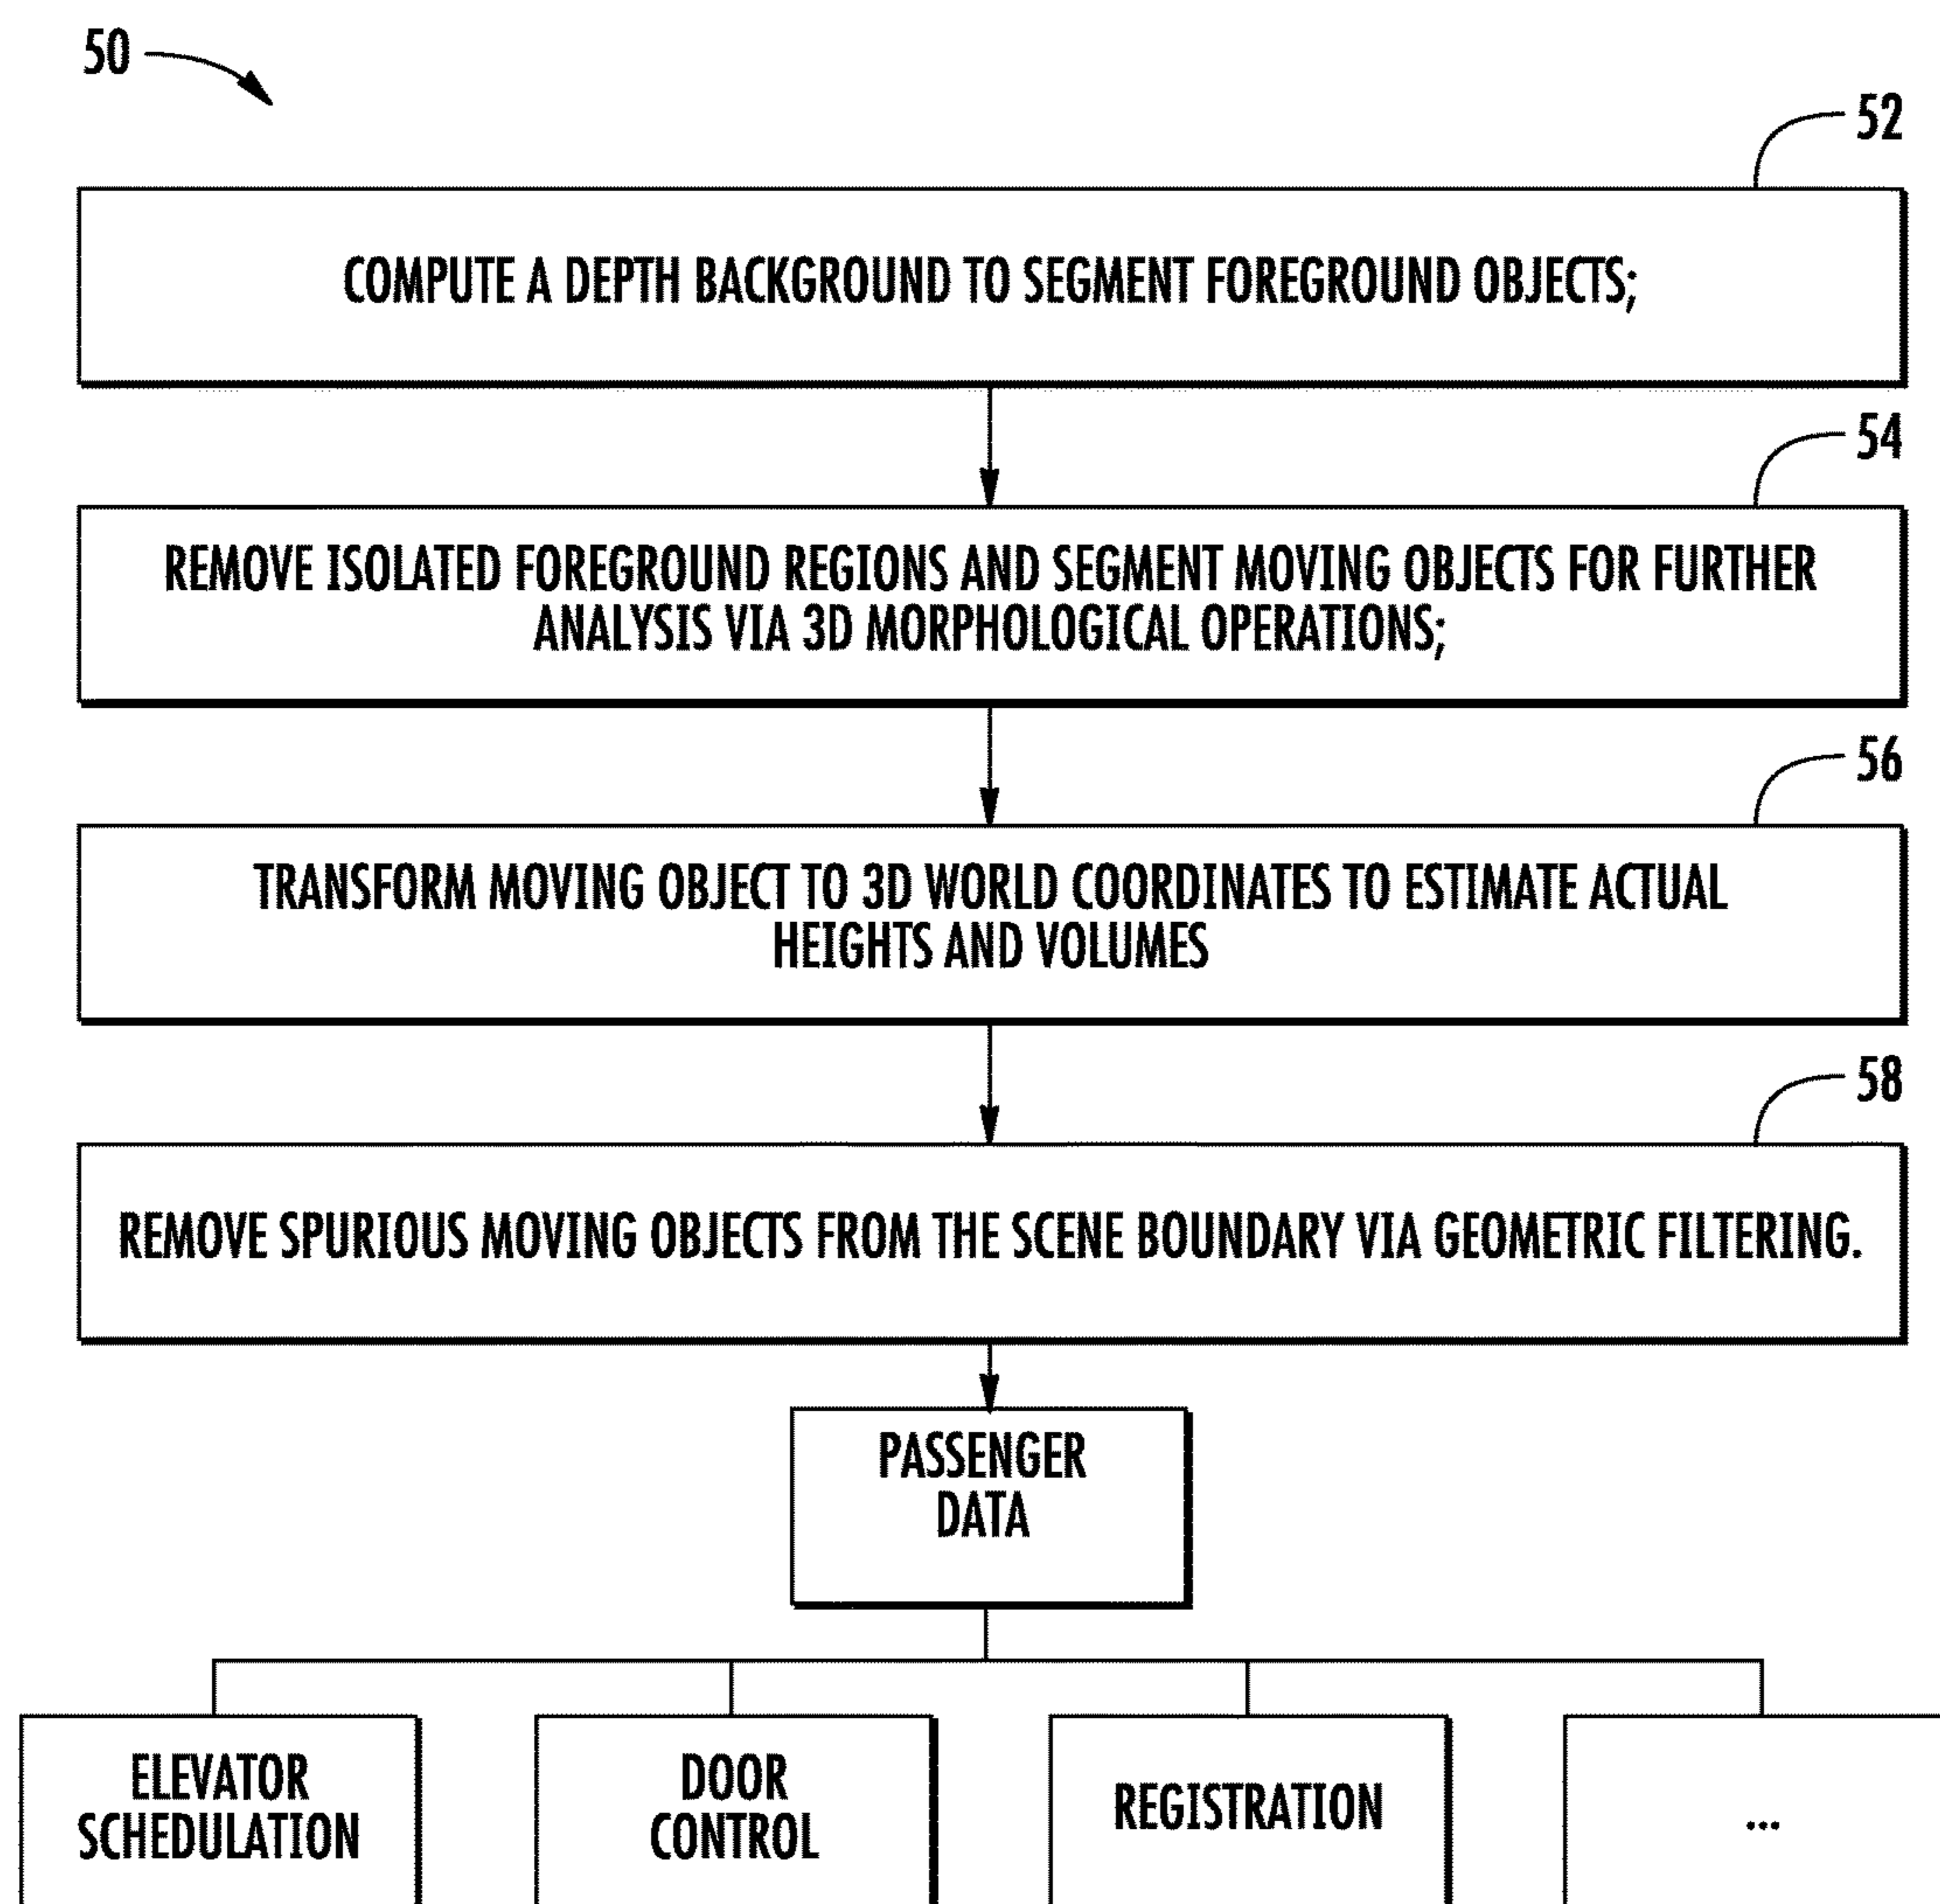 50
52
COMPUTE A DEPTH BACKGROUND TO SEGMENT FOREGROUND OBJECTS;
54
REMOVE ISOLATED FOREGROUND REGIONS AND SEGMENT MOVING OBJECTS FOR FURTHER
ANALYSIS VIA 3D MORPHOLOGICAL OPERATIONS;
56
TRANSFORM MOVING OBJECT TO 3D WORLD COORDINATES TO ESTIMATE ACTUAL
HEIGHTS AND VOLUMES
58
REMOVE SPURIOUS MOVING OBJECTS FROM THE SCENE BOUNDARY VIA GEOMETRIC FILTERING.
PASSENGER
DATA
ELEVATOR
SCHEDULATION
DOOR
CONTROL
REGISTRATION
...